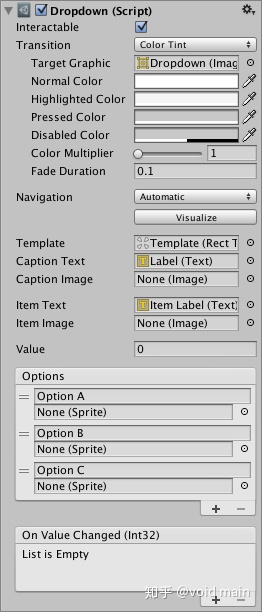 Dropdown (Script)
Interactable
Transition Color Tint
Target Graphic Dropdown (Imag
Normal Color
Highlighted Color
Pressed Color
Disabled Color
Color Multiplier 1
Fade Duration 0.1
Navigation Automatic
Visualize
Template Template (Rect T
Caption Text Label (Text)
Caption Image None (Image)
Item Text Item Label (Text)
Item Image None (Image)
Value 0
Options
Option A
None (Sprite)
Option B
None (Sprite)
Option C
None (Sprite)
On Value Changed (Int32)
List is Empty
知乎 @void main